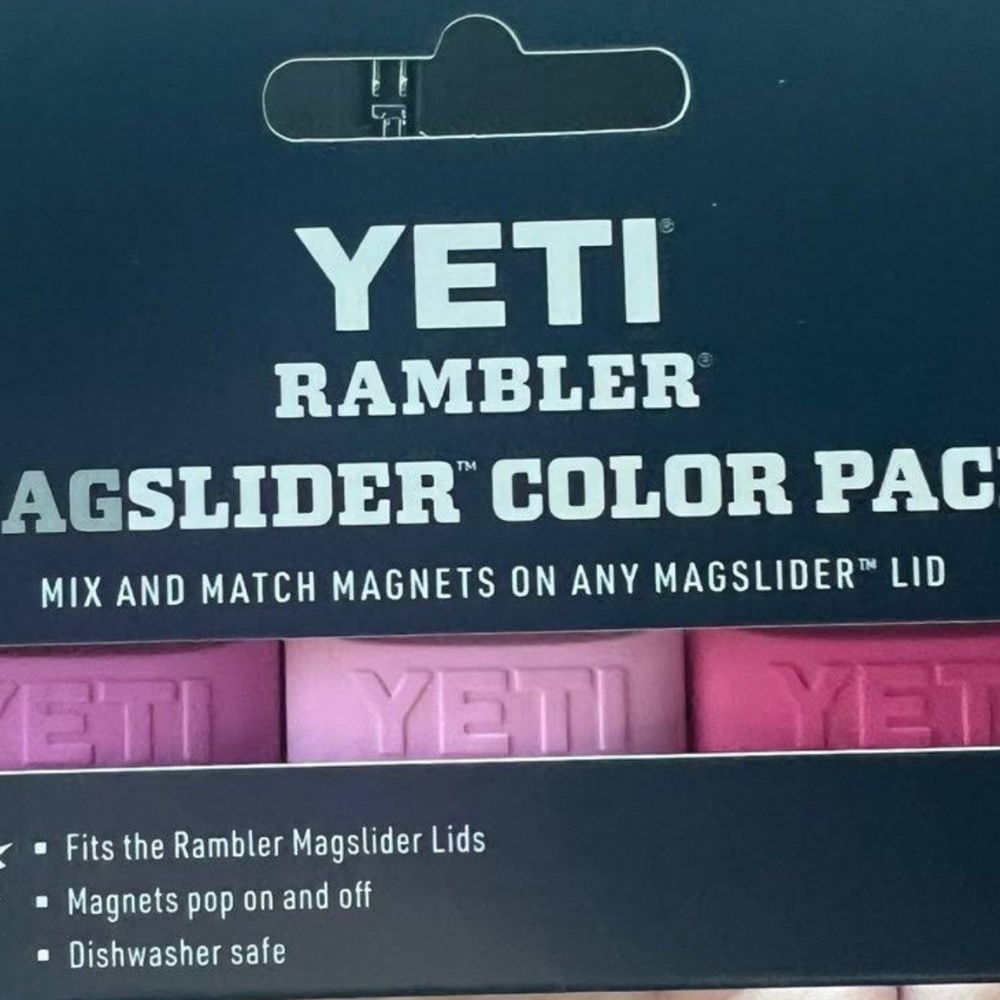 YETI®
RAMBLER®
AGSLIDER™ COLOR PAC
MIX AND MATCH MAGNETS ON ANY MAGSLIDER™ LID
YETI YETI YET
▪ Fits the Rambler Magslider Lids
▪ Magnets pop on and off
▪ Dishwasher safe